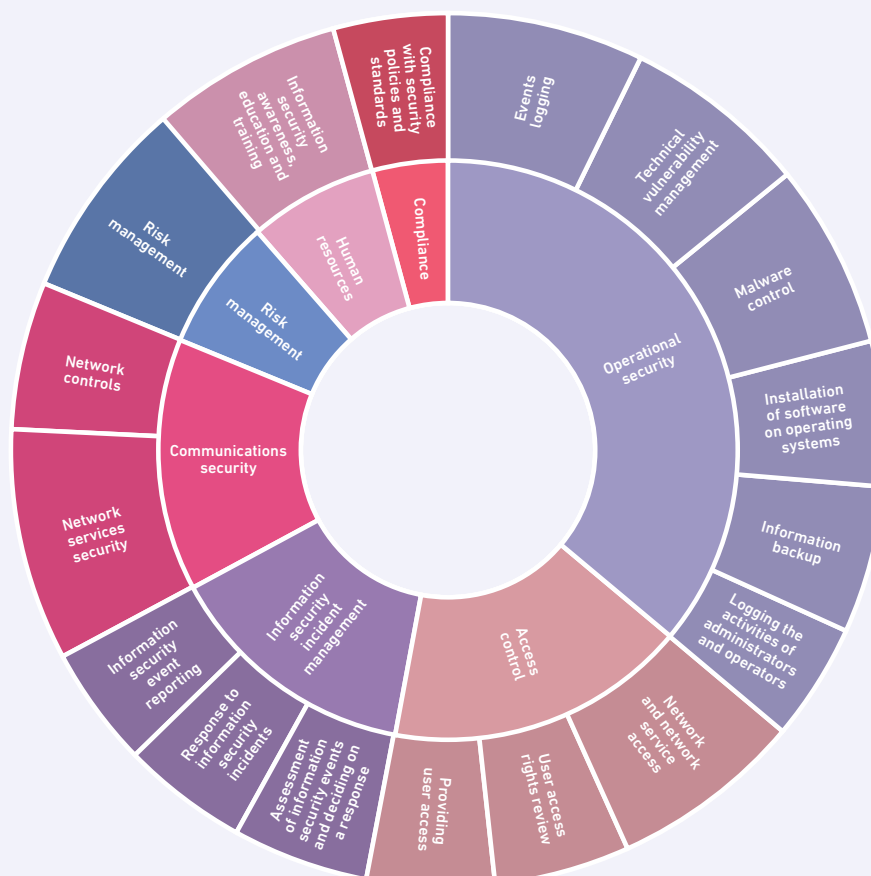 Events
logging
Technical
vulnerability
management
Malware
control
Installation
of software
on operating
systems
Information
backup
Logging the
activities of
administrators
and operators
Network
and network
service
access
User access
rights review
Providing
user access
Assessment
of information
security events
and deciding on
a response
Response to
information
security
incidents
Information
security
event
reporting
Network
services
security
Network
controls
Risk
management
Information
security
awareness,
education and
training
Compliance
with security
policies and
standards
Operational
security
Access
control
Information
security
incident
management
Communications
security
Risk
management
Human
resources
Compliance